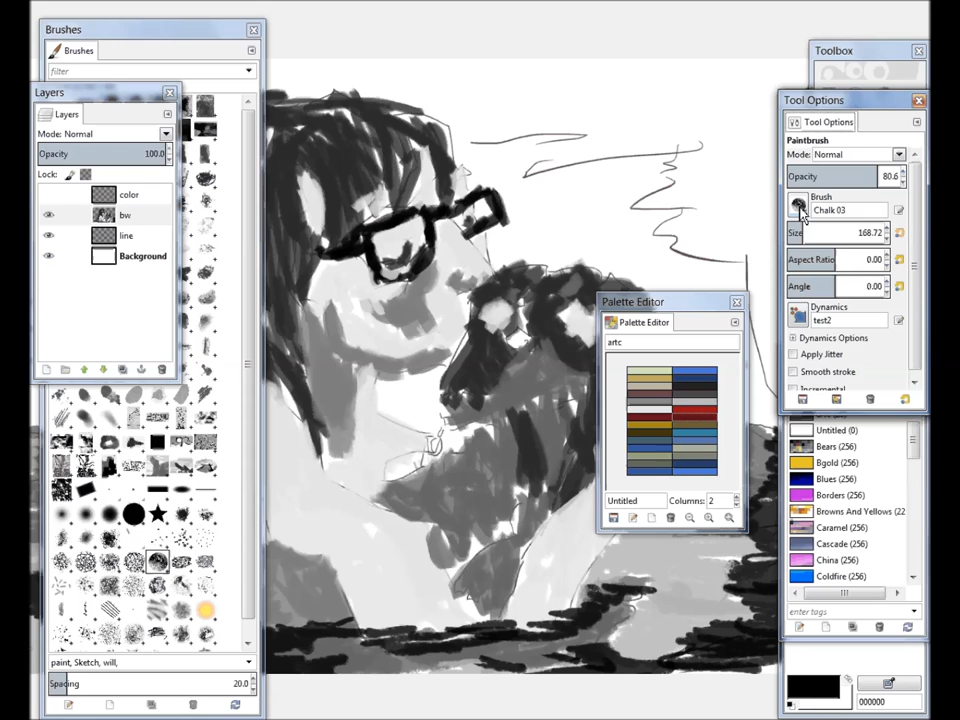 Brushes
Brushes
filter
Layers
Layers
Mode: Normal
Opacity 100.0
Lock:
color
bw
line
Background
paint, Sketch, will,
Spacing 20.0
Palette Editor
Palette Editor
artc
Untitled Columns: 2
Toolbox
Tool Options
Tool Options
Paintbrush
Mode: Normal
Opacity 80.6
Brush
Chalk 03
Size 168.72
Aspect Ratio 0.00
Angle 0.00
Dynamics
test2
Dynamics Options
Apply Jitter
Smooth stroke
Incremental
Untitled (0)
Bears (256)
Bgold (256)
Blues (256)
Borders (256)
Browns And Yellows (22
Caramel (256)
Cascade (256)
China (256)
Coldfire (256)
enter tags
000000